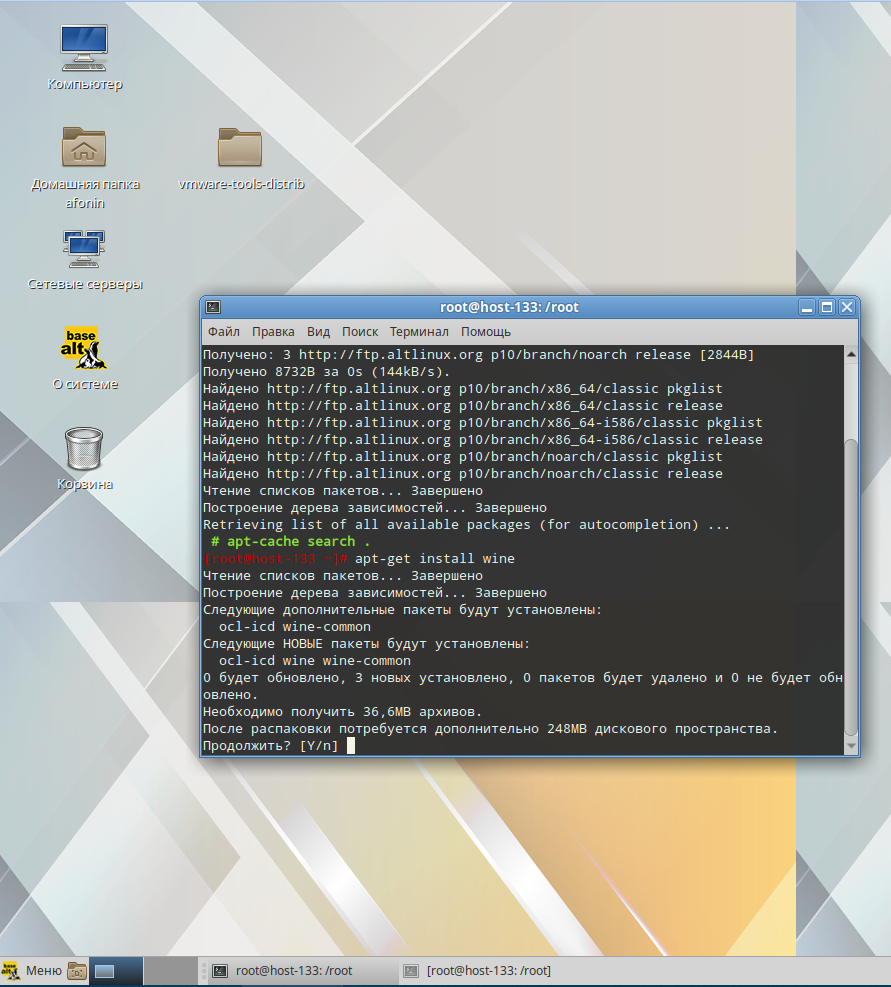 Компьютер
Домашняя папка
afonin
vmware-tools-distrib
Сетевые серверы
base
alt
О системе
Корзина
root@host-133: /root
Файл Правка Вид Поиск Терминал Помощь
Получено: 3 http://ftp.altlinux.org p10/branch/noarch release [2844B]
Получено 8732B за 0s (144kB/s).
Найдено http://ftp.altlinux.org p10/branch/x86_64/classic pkglist
Найдено http://ftp.altlinux.org p10/branch/x86_64/classic release
Найдено http://ftp.altlinux.org p10/branch/x86_64-i586/classic pkglist
Найдено http://ftp.altlinux.org p10/branch/x86_64-i586/classic release
Найдено http://ftp.altlinux.org p10/branch/noarch/classic pkglist
Найдено http://ftp.altlinux.org p10/branch/noarch/classic release
Чтение списков пакетов... Завершено
Построение дерева зависимостей... Завершено
Retrieving list of all available packages (for autocompletion) ...
# apt-cache search .
[root@host-133 ~]# apt-get install wine
Чтение списков пакетов... Завершено
Построение дерева зависимостей... Завершено
Следующие дополнительные пакеты будут установлены:
ocl-icd wine-common
Следующие НОВЫЕ пакеты будут установлены:
ocl-icd wine wine-common
0 будет обновлено, 3 новых установлено, 0 пакетов будет удалено и 0 не будет обн
овлено.
Необходимо получить 36,6MB архивов.
После распаковки потребуется дополнительно 248MB дискового пространства.
Продолжить? [Y/n]
base
alt
Меню
root@host-133: /root
[root@host-133: /root]